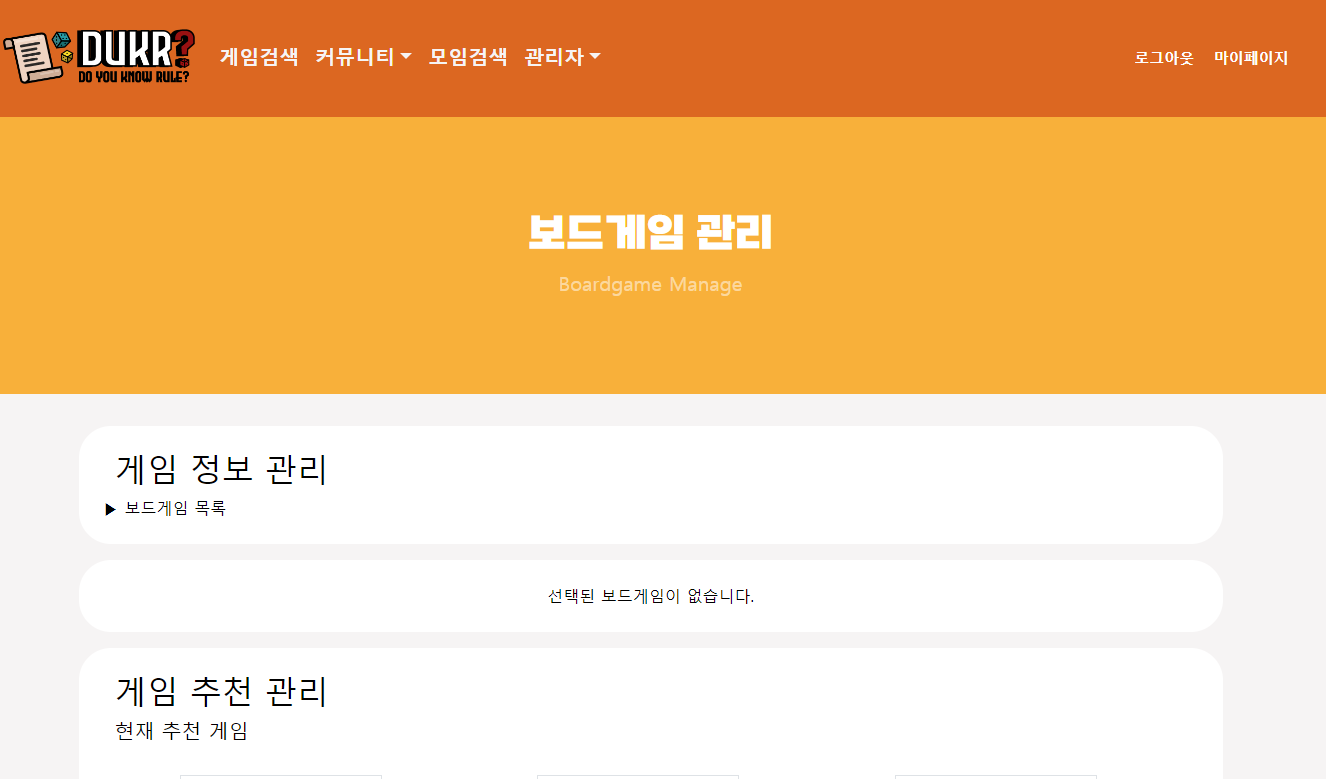 DUKR?
DO YOU KNOW RULE?
게임검색 커뮤니티 모임검색 관리자 로그아웃 마이페이지
보드게임 관리
Boardgame Manage
게임 정보 관리
▶ 보드게임 목록
선택된 보드게임이 없습니다.
게임 추천 관리
현재 추천 게임